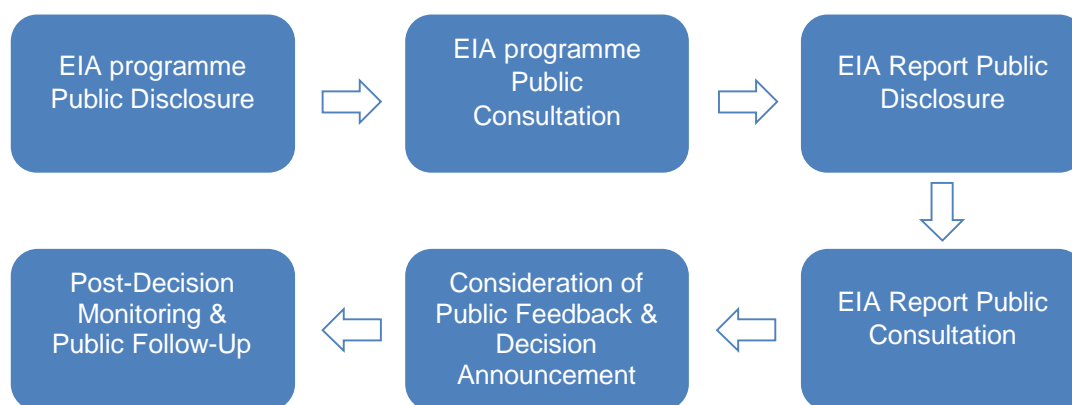 EIA programme
Public Disclosure
EIA programme
Public
Consultation
EIA Report Public
Disclosure
EIA Report Public
Consultation
Consideration of
Public Feedback &
Decision
Announcement
Post-Decision
Monitoring &
Public Follow-Up